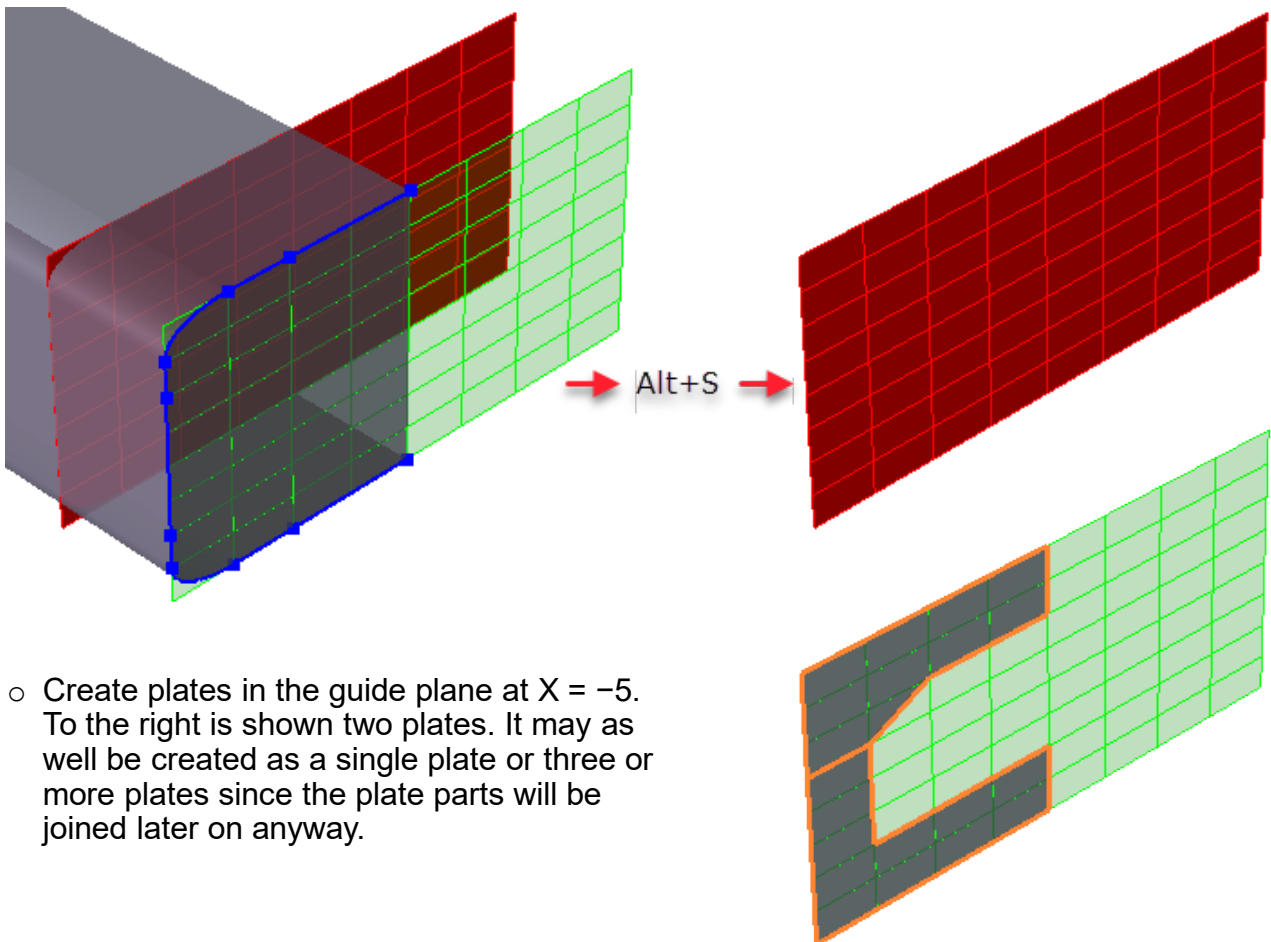 Alt+S
○ Create plates in the guide plane at X = −5.
To the right is shown two plates. It may as
well be created as a single plate or three or
more plates since the plate parts will be
joined later on anyway.